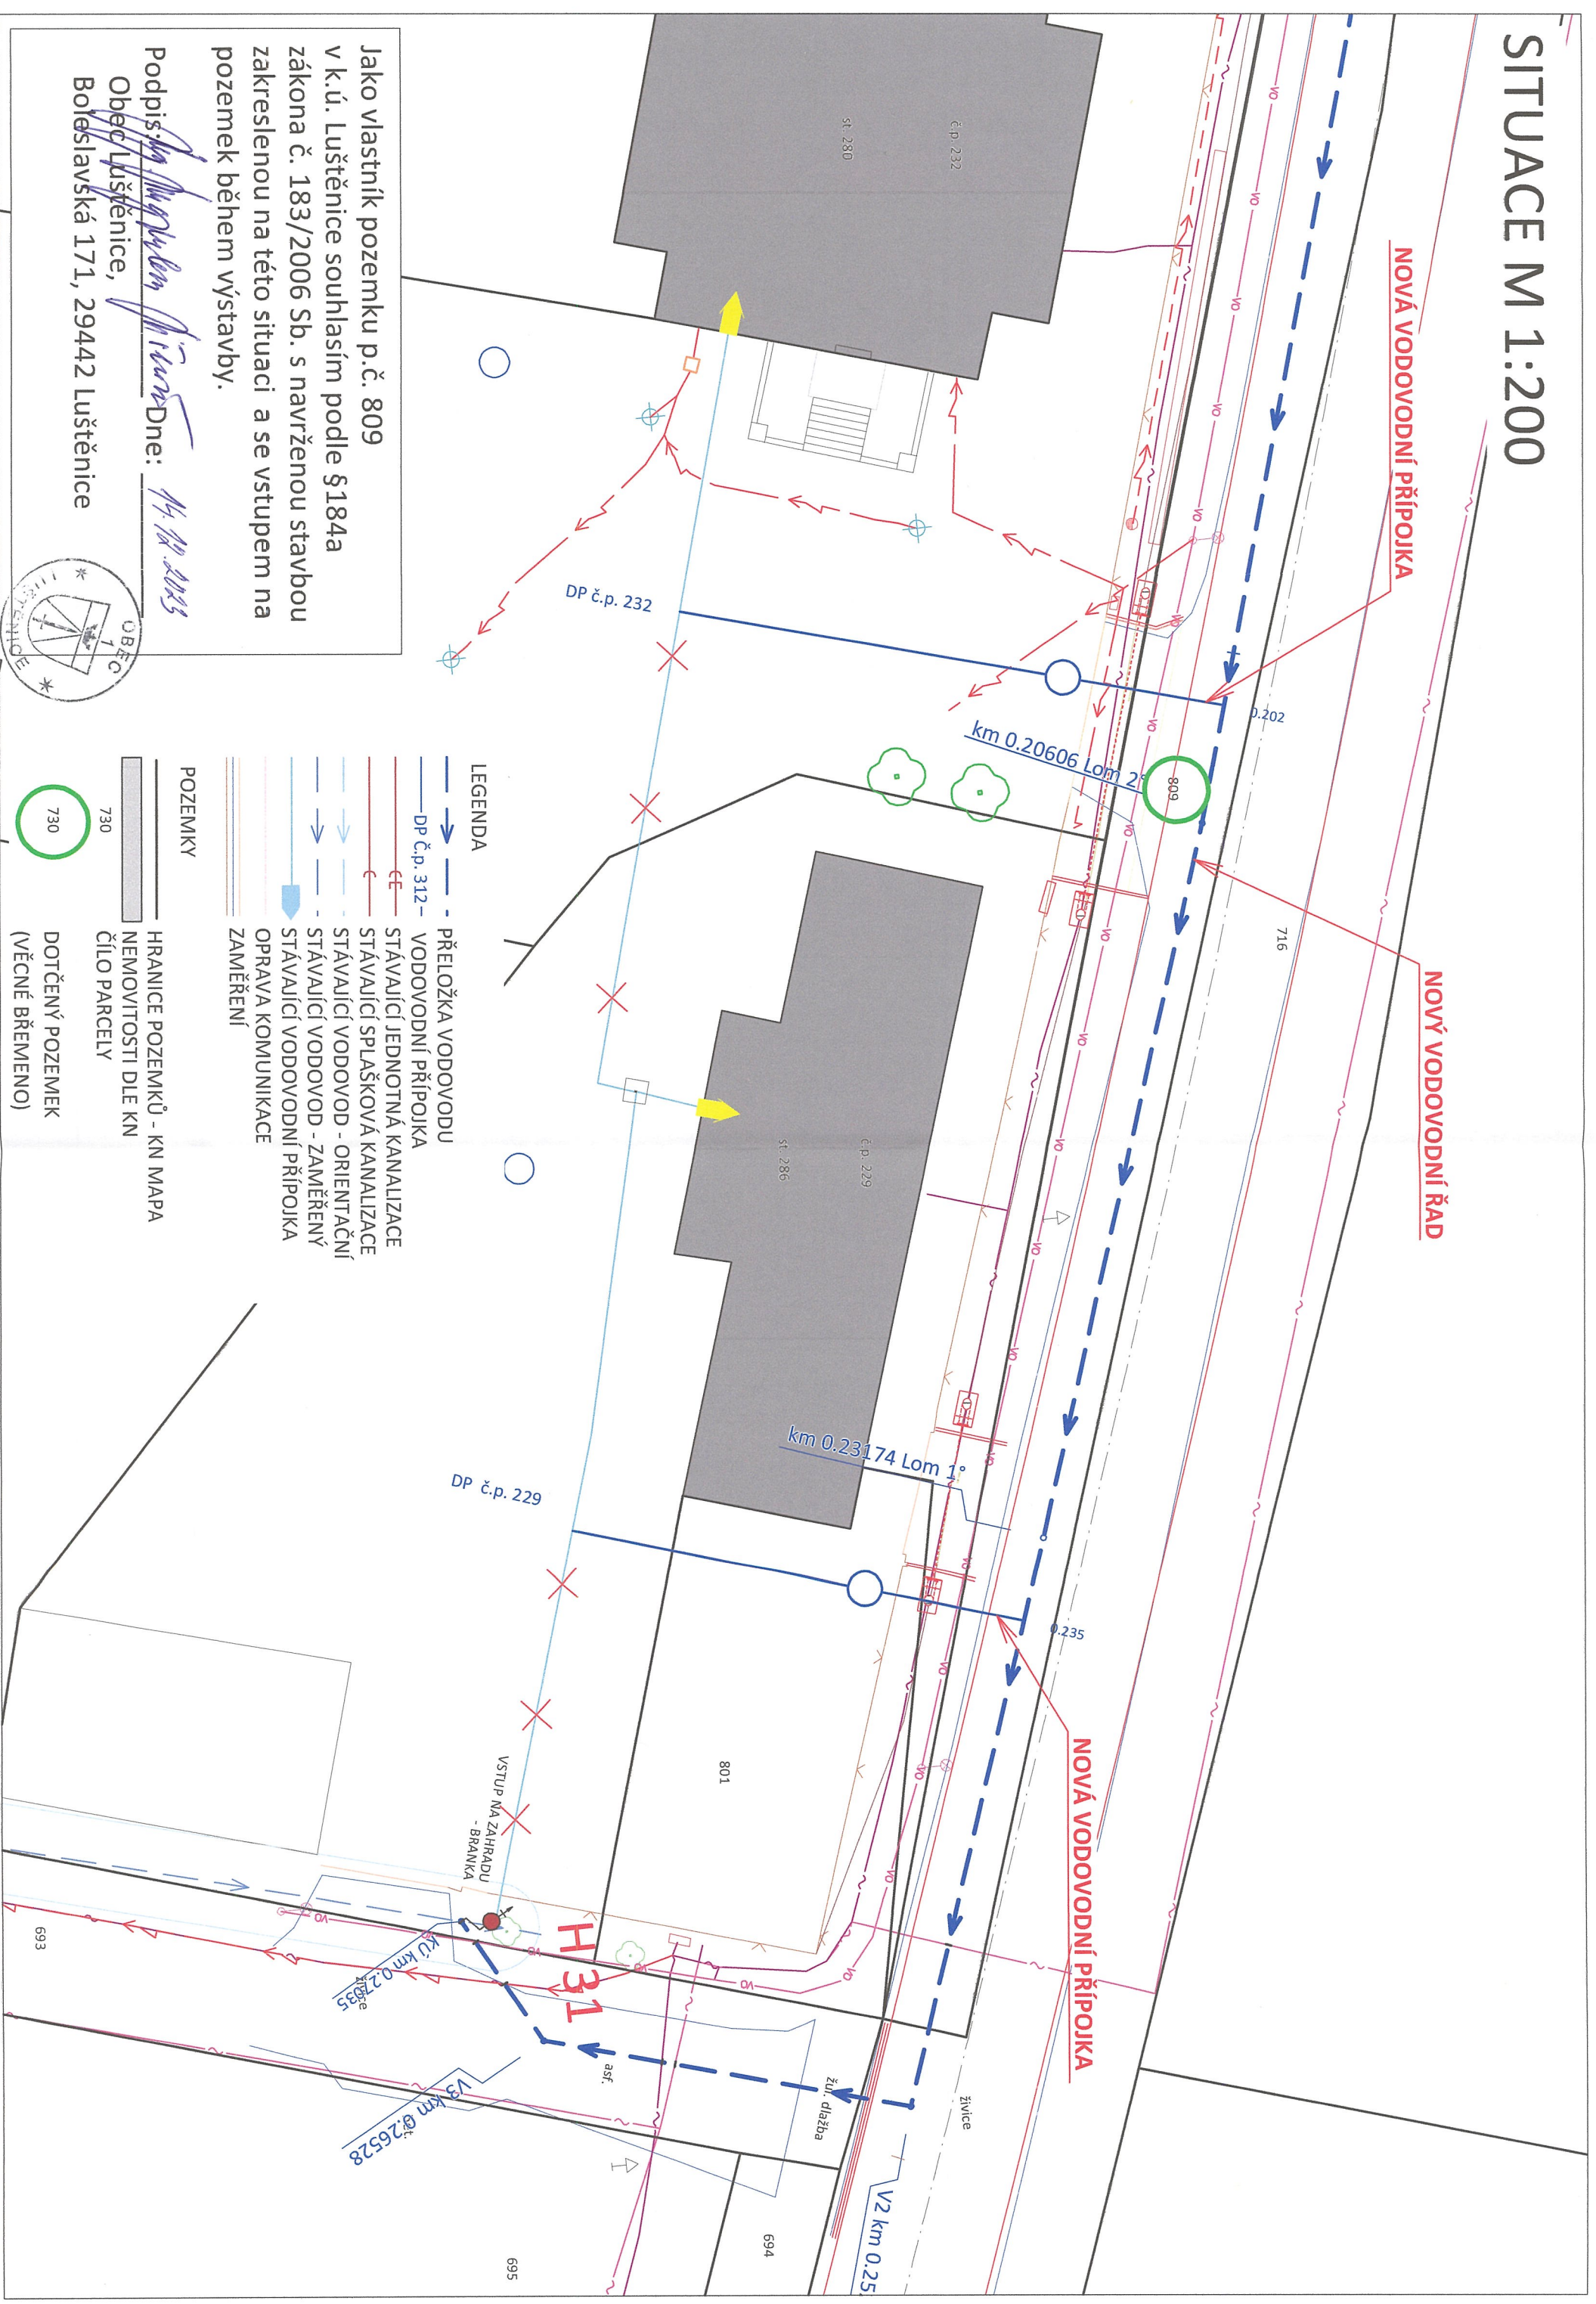 SITUACE M 1:200
NOVÁ VODOVODNÍ PŘÍPOJKA
NOVÝ VODOVODNÍ ŘAD
NOVÁ VODOVODNÍ PŘÍPOJKA
č.p. 232
st. 280
DP č.p. 232
km 0.20606 Lom 2°
0.202
809
716
č.p. 229
st. 286
km 0.23174 Lom 1°
DP č.p. 229
0.235
801
VSTUP NA ZAHRADU
- BRANKA
H 31
KÚ km 0.27035
živice
693
asf.
žul. dlažba
živice
V3 km 0.26528
V2 km 0.25
694
695
Jako vlastník pozemku p.č. 809
v k.ú. Luštěnice souhlasím podle §184a
zákona č. 183/2006 Sb. s navrženou stavbou
zakreslenou na této situaci a se vstupem na
pozemek během výstavby.
Podpis: Dne: 14.12.2023
Obec Luštěnice,
Boleslavská 171, 29442 Luštěnice
OBEC
1
LEGENDA
PŘELOŽKA VODOVODU
DP Č.p. 312 VODOVODNÍ PŘÍPOJKA
STÁVAJÍCÍ JEDNOTNÁ KANALIZACE
STÁVAJÍCÍ SPLAŠKOVÁ KANALIZACE
STÁVAJÍCÍ VODOVOD - ORIENTAČNÍ
STÁVAJÍCÍ VODOVOD - ZAMĚŘENÝ
STÁVAJÍCÍ VODOVODNÍ PŘÍPOJKA
OPRAVA KOMUNIKACE
ZAMĚŘENÍ
POZEMKY
HRANICE POZEMKŮ - KN MAPA
NEMOVITOSTI DLE KN
730 ČÍLO PARCELY
730 DOTČENÝ POZEMEK
(VĚCNÉ BŘEMENO)